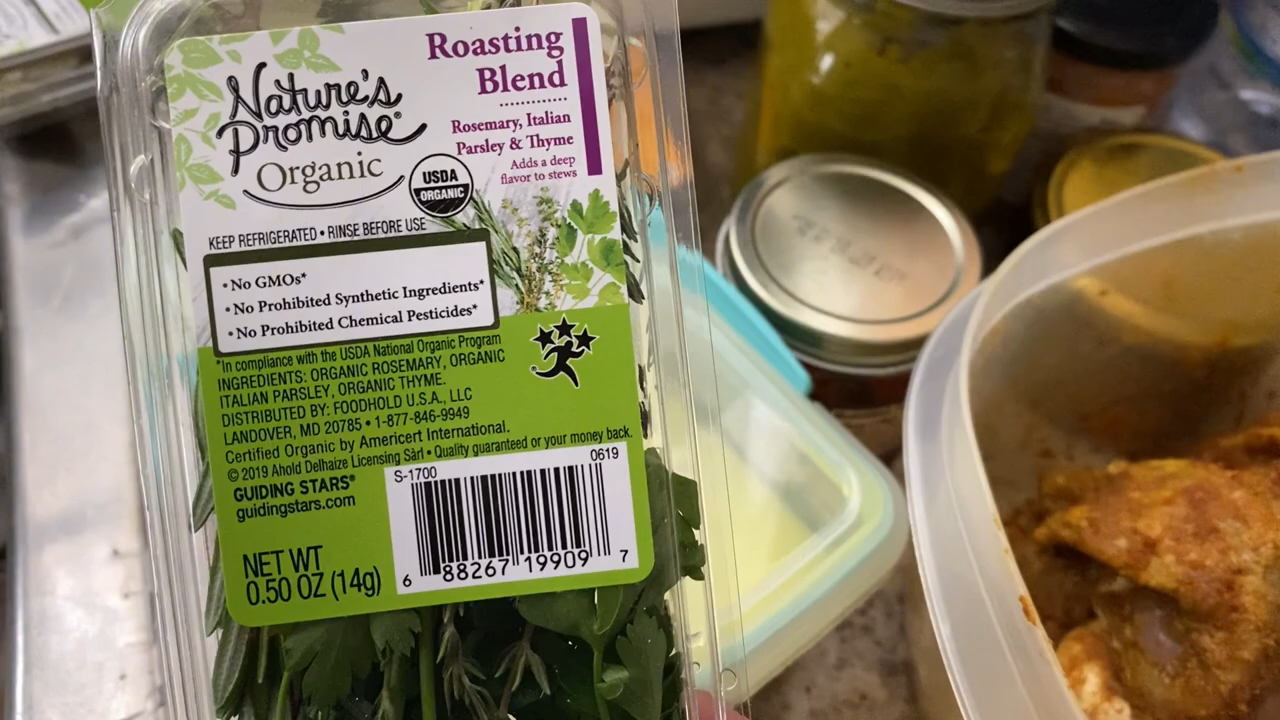 Roasting
Blend
Rosemary, Italian
Parsley & Thyme
Adds a deep
flavor to stews
Nature's
Promise®
Organic
USDA
ORGANIC
KEEP REFRIGERATED • RINSE BEFORE USE
• No GMOs*
• No Prohibited Synthetic Ingredients*
• No Prohibited Chemical Pesticides*
*In compliance with the USDA National Organic Program
INGREDIENTS: ORGANIC ROSEMARY, ORGANIC
ITALIAN PARSLEY, ORGANIC THYME.
DISTRIBUTED BY: FOODHOLD U.S.A., LLC
LANDOVER, MD 20785 • 1-877-846-9949
Certified Organic by Americert International.
© 2019 Ahold Delhaize Licensing Sàrl • Quality guaranteed or your money back.
GUIDING STARS®
guidingstars.com
S-1700 0619
6 88267 19909 7
NET WT
0.50 OZ (14g)